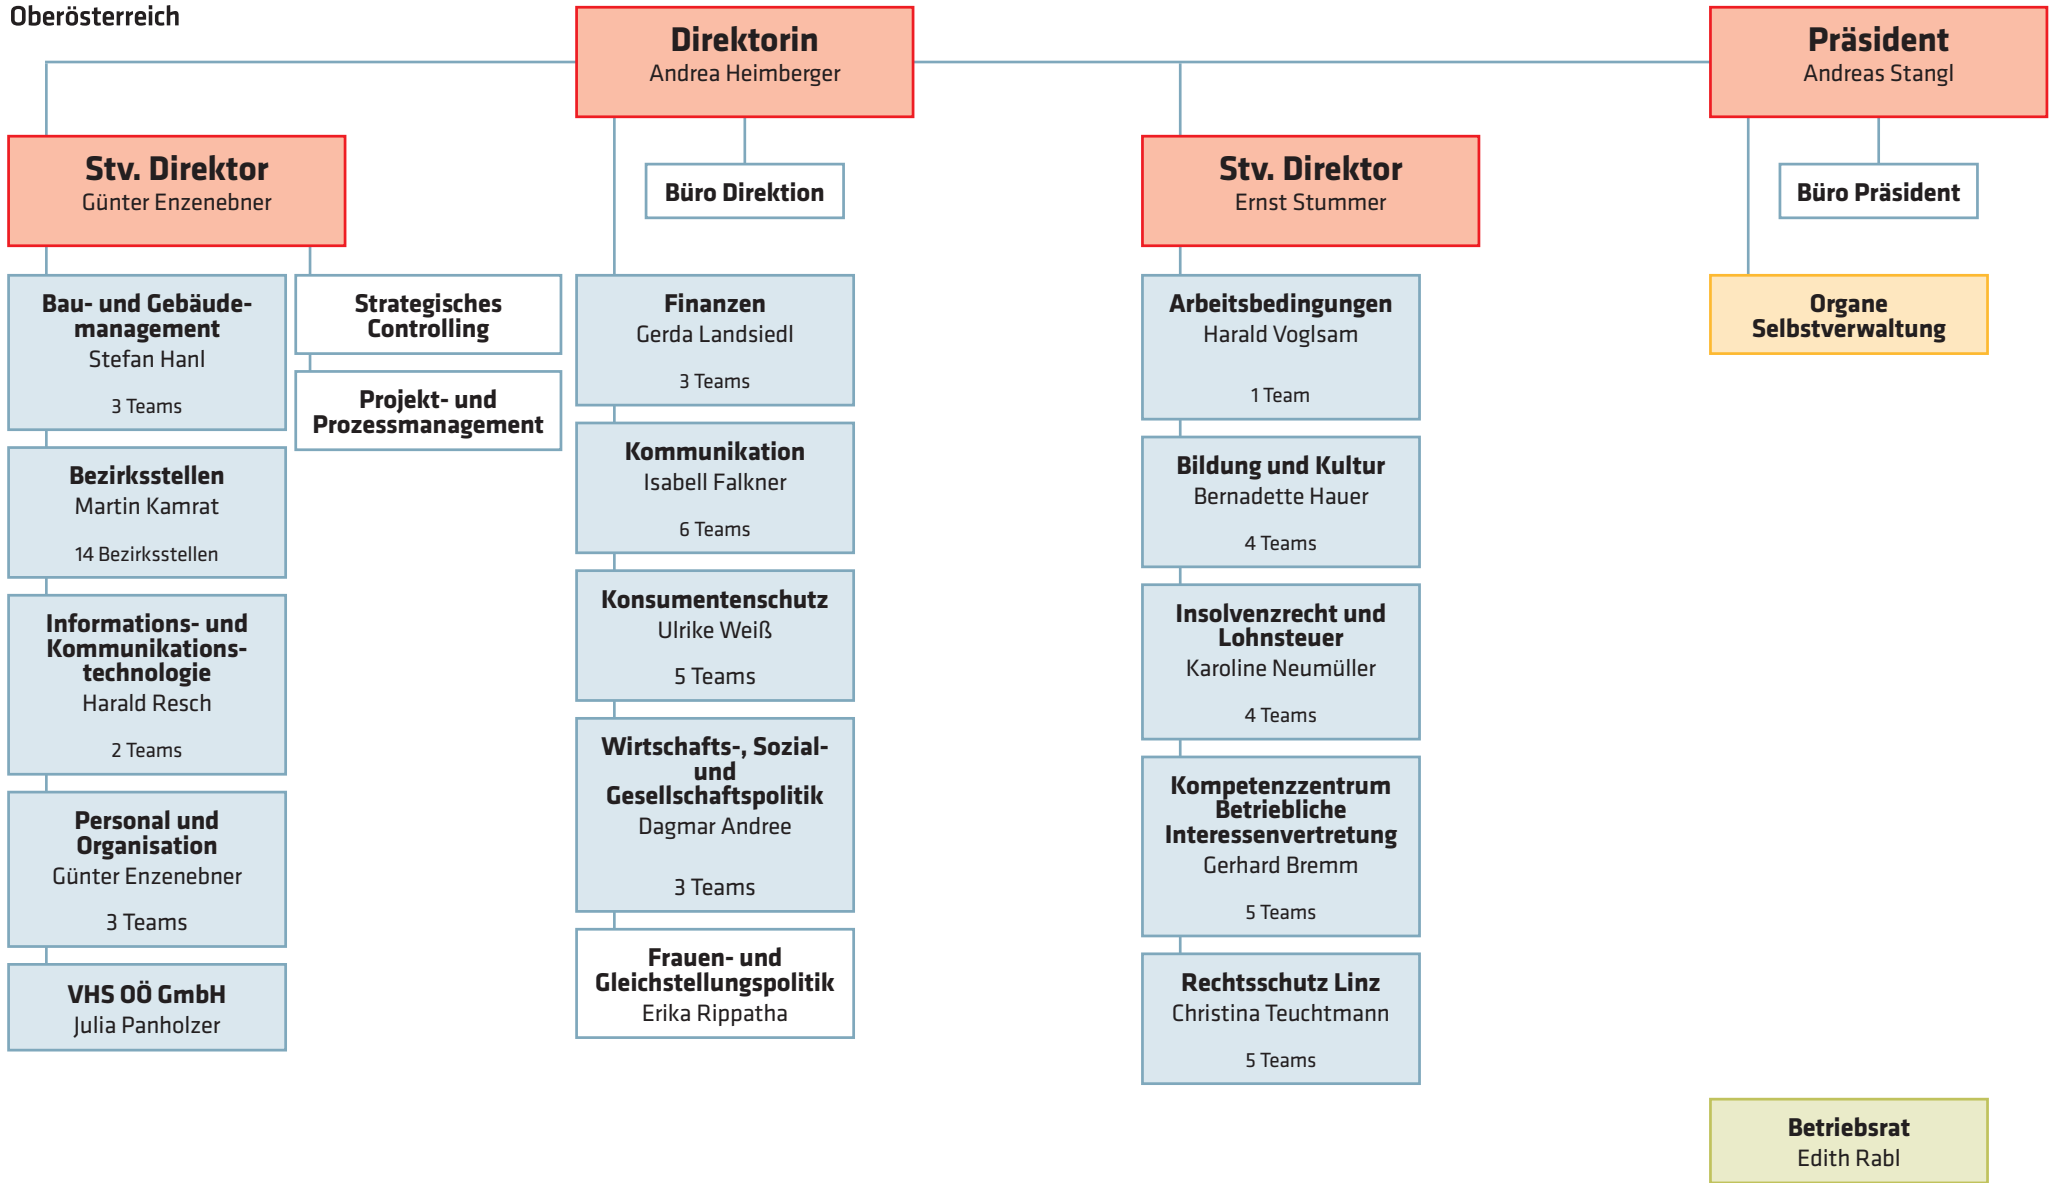 Oberösterreich
Direktorin
Andrea Heimberger
Präsident
Andreas Stangl
Stv. Direktor
Günter Enzenebner
Büro Direktion
Stv. Direktor
Ernst Stummer
Büro Präsident
Bau- und Gebäude-
management
Stefan Hanl
3 Teams
Bezirksstellen
Martin Kamrat
14 Bezirksstellen
Informations- und
Kommunikations-
technologie
Harald Resch
2 Teams
Personal und
Organisation
Günter Enzenebner
3 Teams
VHS OÖ GmbH
Julia Panholzer
Strategisches
Controlling
Projekt- und
Prozessmanagement
Finanzen
Gerda Landsiedl
3 Teams
Kommunikation
Isabell Falkner
6 Teams
Konsumentenschutz
Ulrike Weiß
5 Teams
Wirtschafts-, Sozial-
und
Gesellschaftspolitik
Dagmar Andree
3 Teams
Frauen- und
Gleichstellungspolitik
Erika Rippatha
Arbeitsbedingungen
Harald Voglsam
1 Team
Bildung und Kultur
Bernadette Hauer
4 Teams
Insolvenzrecht und
Lohnsteuer
Karoline Neumüller
4 Teams
Kompetenzzentrum
Betriebliche
Interessenvertretung
Gerhard Bremm
5 Teams
Rechtsschutz Linz
Christina Teuchtmann
5 Teams
Organe
Selbstverwaltung
Betriebsrat
Edith Rabl